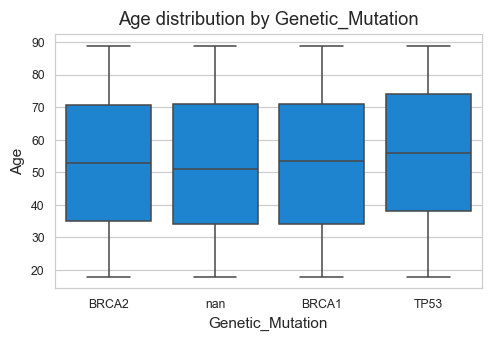 Age distribution by Genetic_Mutation
Age
90
80
70
60
50
40
30
20
BRCA2 nan BRCA1 TP53
Genetic_Mutation